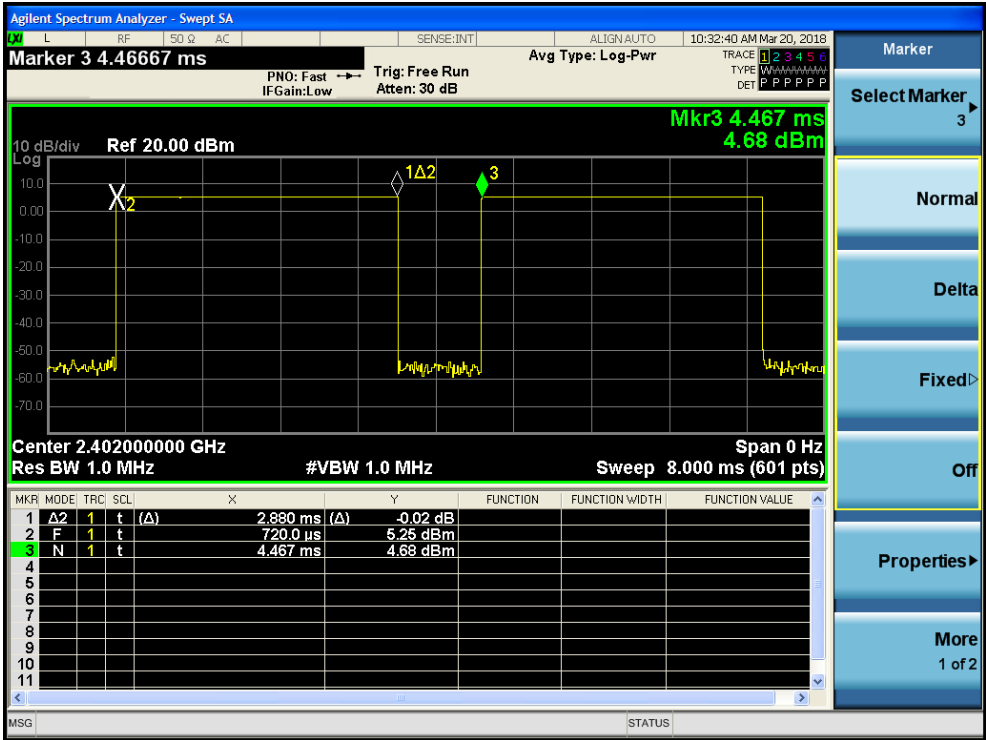 Agilent Spectrum Analyzer - Swept SA
LXI L RF 50 Ω AC SENSE:INT ALIGN AUTO 10:32:40 AM Mar 20, 2018
Marker 3 4.46667 ms
PNO: Fast
IFGain:Low
Trig: Free Run
Atten: 30 dB
Avg Type: Log-Pwr
TRACE 1 2 3 4 5 6
TYPE WWWWWW
DET P P P P P P
Mkr3 4.467 ms
4.68 dBm
10 dB/div Ref 20.00 dBm
Log
10.0
0.00
-10.0
-20.0
-30.0
-40.0
-50.0
-60.0
-70.0
X2
1Δ2
3
Center 2.402000000 GHz Span 0 Hz
Res BW 1.0 MHz #VBW 1.0 MHz Sweep 8.000 ms (601 pts)
MKR MODE TRC SCL X Y FUNCTION FUNCTION WIDTH FUNCTION VALUE
1 Δ2 1 t (Δ) 2.880 ms (Δ) -0.02 dB
2 F 1 t 720.0 µs 5.25 dBm
3 N 1 t 4.467 ms 4.68 dBm
4
5
6
7
8
9
10
11
MSG STATUS
Marker
Select Marker
3
Normal
Delta
Fixed
Off
Properties
More
1 of 2